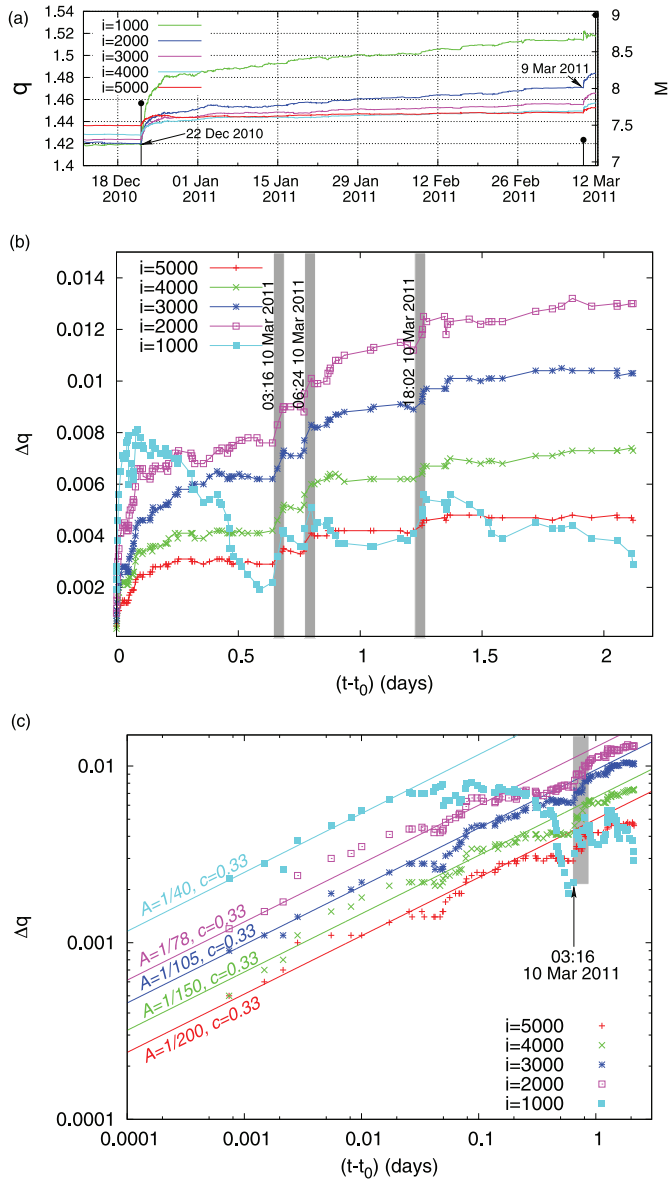 (a)
1.54
1.52
1.5
1.48
1.46
1.44
1.42
1.4
q
i=1000
i=2000
i=3000
i=4000
i=5000
22 Dec 2010
9 Mar 2011
9
8.5
8
7.5
7
M
18 Dec
2010
01 Jan
2011
15 Jan
2011
29 Jan
2011
12 Feb
2011
26 Feb
2011
12 Mar
2011
(b)
0.014
0.012
0.01
0.008
0.006
0.004
0.002
Δq
i=5000
i=4000
i=3000
i=2000
i=1000
03:16 10 Mar 2011
06:24 10 Mar 2011
18:02 10 Mar 2011
0
0.5
1
1.5
2
(t-t0) (days)
(c)
0.01
0.001
0.0001
Δq
A=1/40, c=0.33
A=1/78, c=0.33
A=1/105, c=0.33
A=1/150, c=0.33
A=1/200, c=0.33
03:16
10 Mar 2011
i=5000
i=4000
i=3000
i=2000
i=1000
0.0001
0.001
0.01
0.1
1
(t-t0) (days)